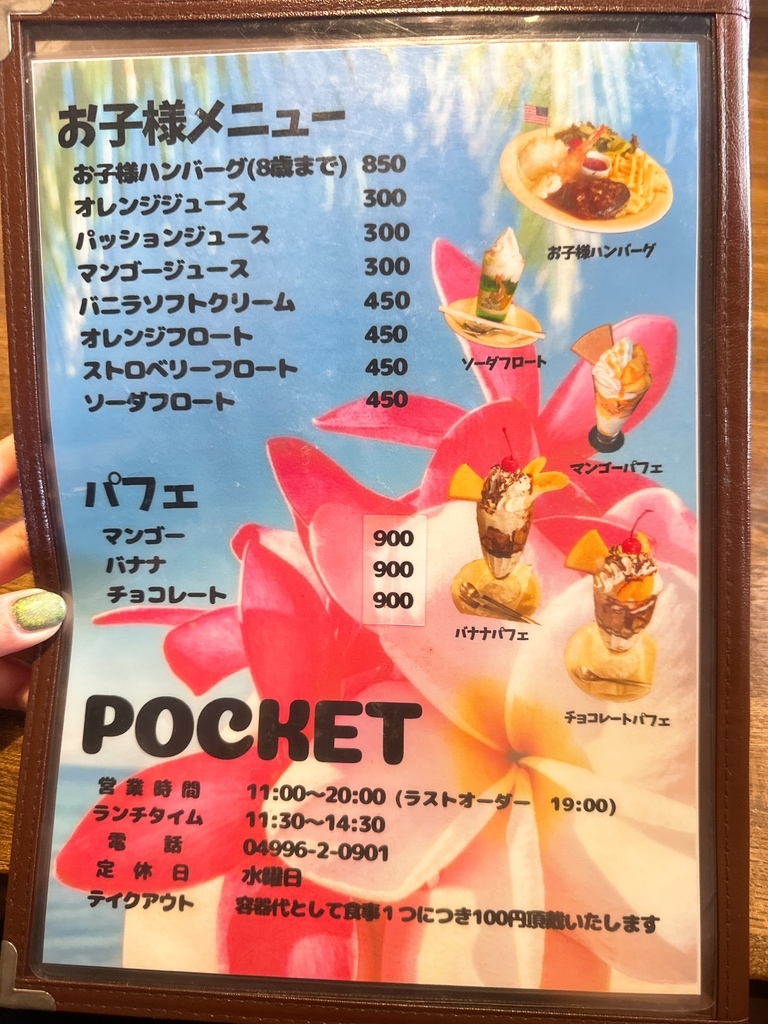 お子様メニュー
お子様ハンバーグ(8歳まで) 850
オレンジジュース 300
パッションジュース 300
マンゴージュース 300
バニラソフトクリーム 450
オレンジフロート 450
ストロベリーフロート 450
ソーダフロート 450
お子様ハンバーグ
ソーダフロート
マンゴーパフェ
パフェ
マンゴー 900
バナナ 900
チョコレート 900
バナナパフェ
チョコレートパフェ
POCKET
営業時間 11:00～20:00 (ラストオーダー 19:00)
ランチタイム 11:30～14:30
電話 04996-2-0901
定休日 水曜日
テイクアウト 容器代として食事1つにつき100円頂戴いたします